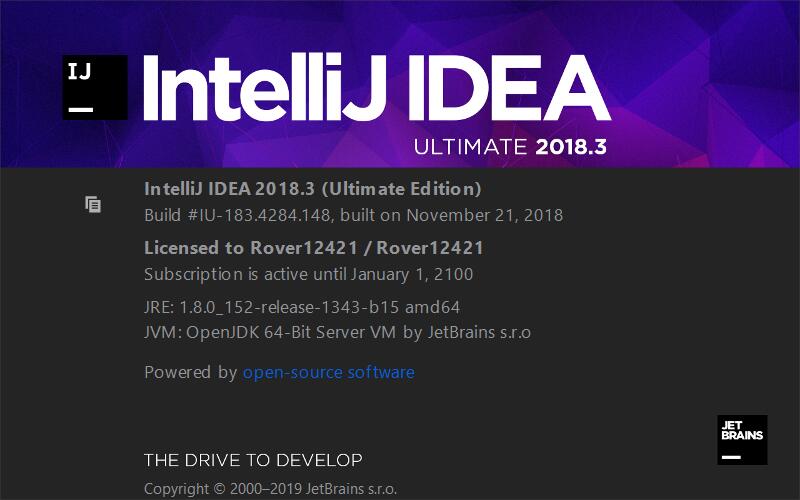 IJ
IntelliJ IDEA
ULTIMATE 2018.3
IntelliJ IDEA 2018.3 (Ultimate Edition)
Build #IU-183.4284.148, built on November 21, 2018
Licensed to Rover12421 / Rover12421
Subscription is active until January 1, 2100
JRE: 1.8.0_152-release-1343-b15 amd64
JVM: OpenJDK 64-Bit Server VM by JetBrains s.r.o
Powered by open-source software
JET
BRAINS
THE DRIVE TO DEVELOP
Copyright © 2000–2019 JetBrains s.r.o.